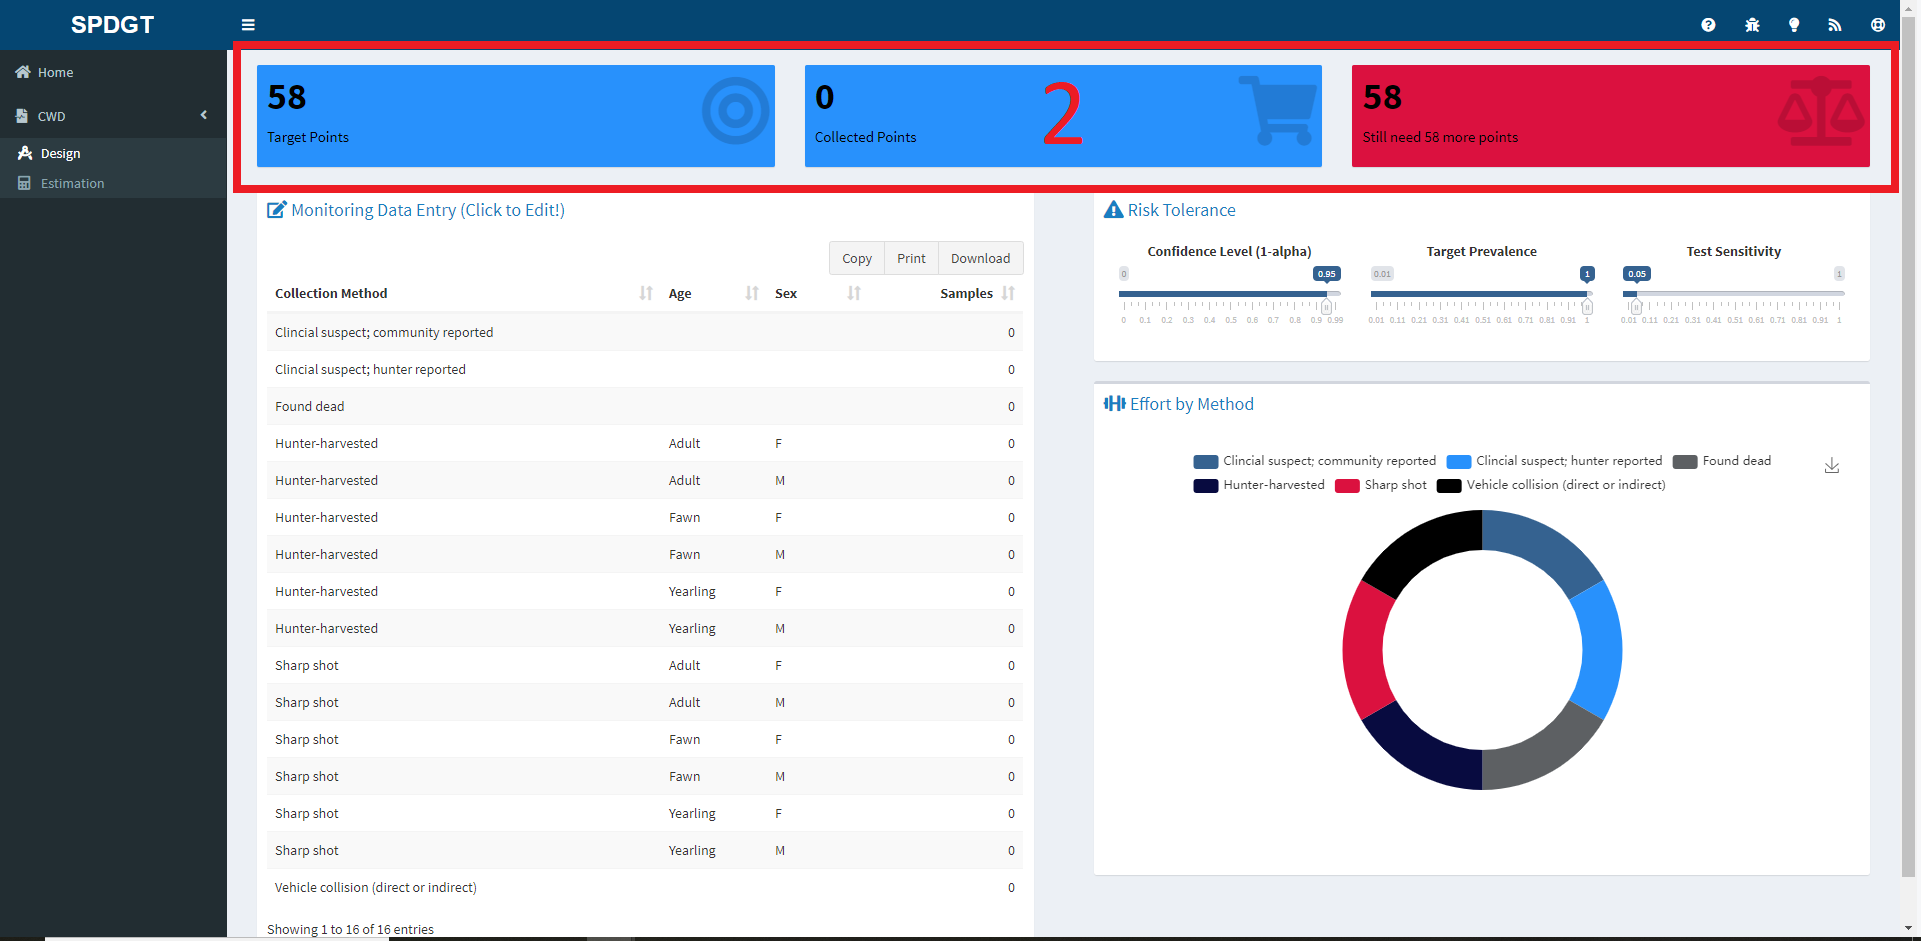 SPDGT
Home
CWD
Design
Estimation
58
Target Points
0
Collected Points
2
58
Still need 58 more points
Monitoring Data Entry (Click to Edit!)
Copy Print Download
Collection Method Age Sex Samples
Clincial suspect; community reported 0
Clincial suspect; hunter reported 0
Found dead 0
Hunter-harvested Adult F 0
Hunter-harvested Adult M 0
Hunter-harvested Fawn F 0
Hunter-harvested Fawn M 0
Hunter-harvested Yearling F 0
Hunter-harvested Yearling M 0
Sharp shot Adult F 0
Sharp shot Adult M 0
Sharp shot Fawn F 0
Sharp shot Fawn M 0
Sharp shot Yearling F 0
Sharp shot Yearling M 0
Vehicle collision (direct or indirect) 0
Showing 1 to 16 of 16 entries
Risk Tolerance
Confidence Level (1-alpha)
0 0.95
0 0.1 0.2 0.3 0.4 0.5 0.6 0.7 0.8 0.9 0.99
Target Prevalence
0.01 1
0.01 0.11 0.21 0.31 0.41 0.51 0.61 0.71 0.81 0.91 1
Test Sensitivity
0.05 1
0.01 0.11 0.21 0.31 0.41 0.51 0.61 0.71 0.81 0.91 1
Effort by Method
Clincial suspect; community reported Clincial suspect; hunter reported Found dead
Hunter-harvested Sharp shot Vehicle collision (direct or indirect)